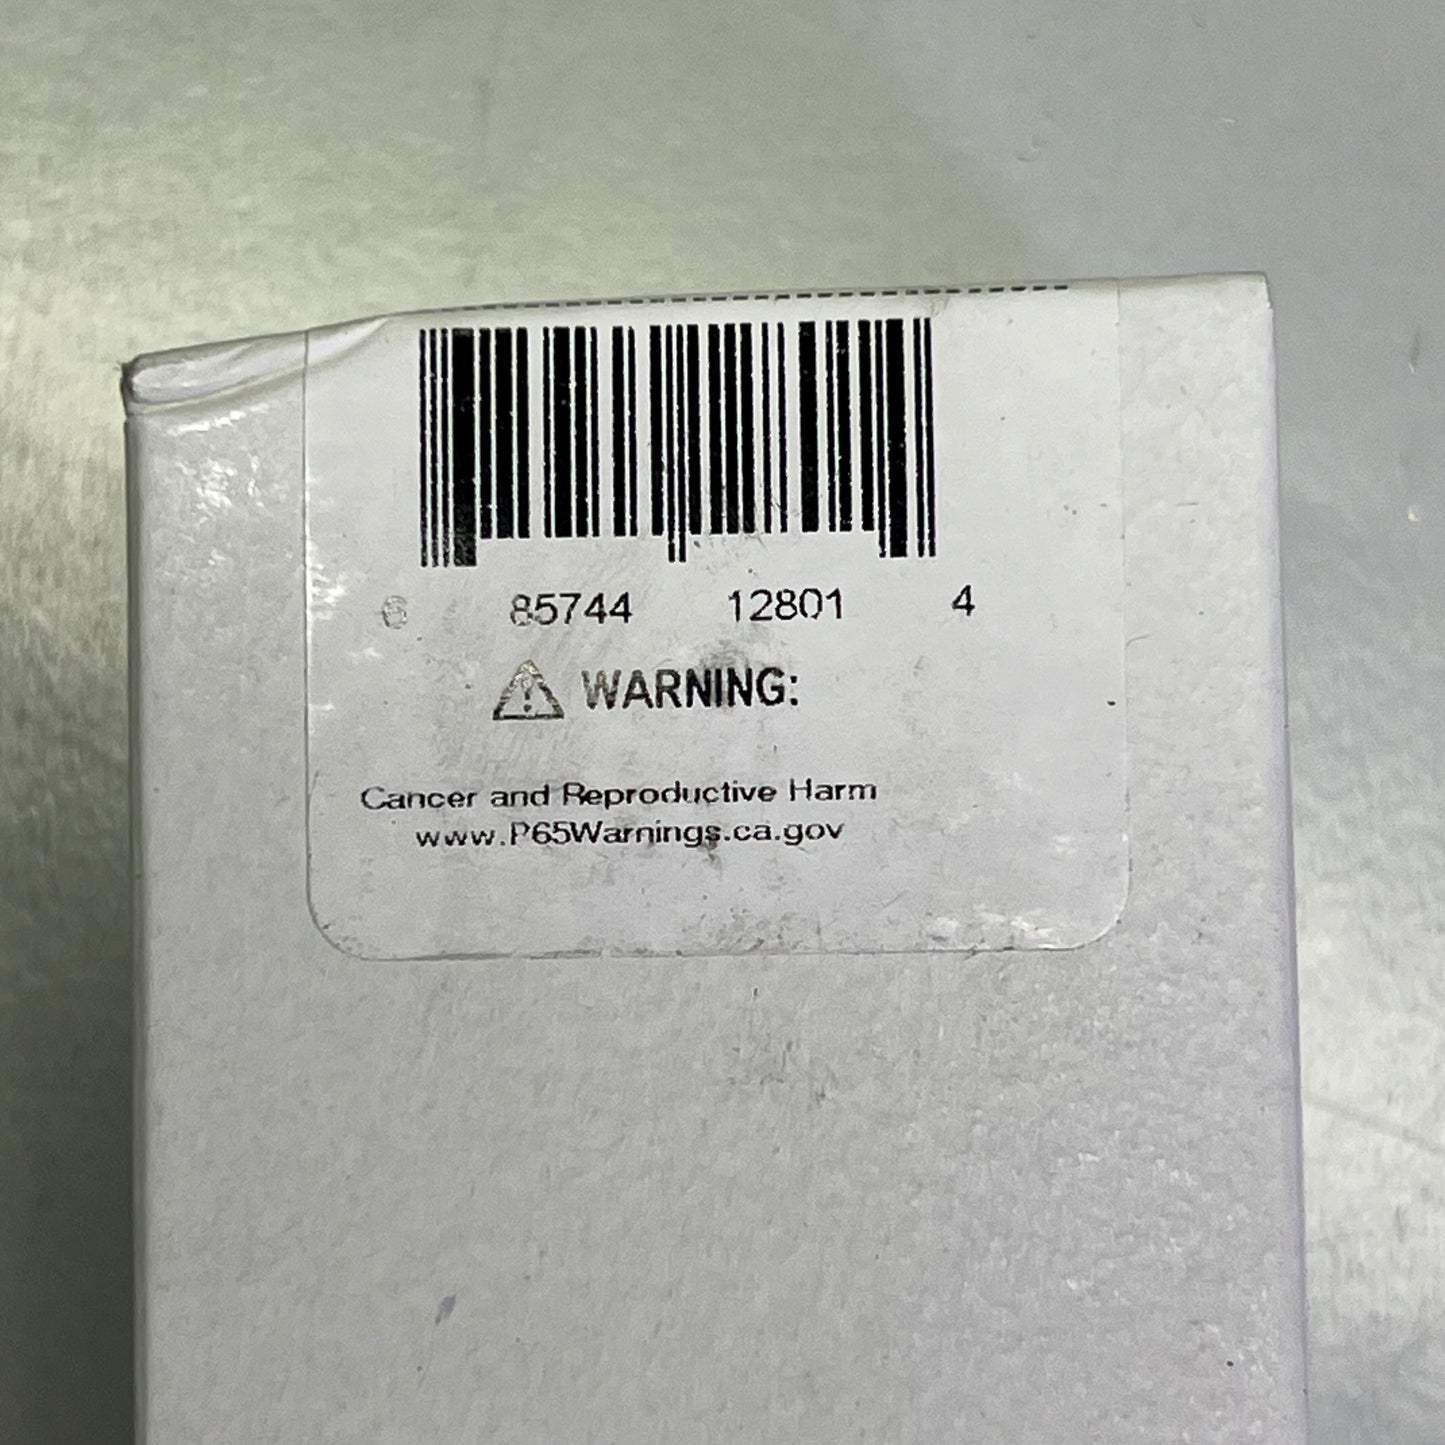 6 85744 12801 4
⚠ WARNING:
Cancer and Reproductive Harm
www.P65Warnings.ca.gov